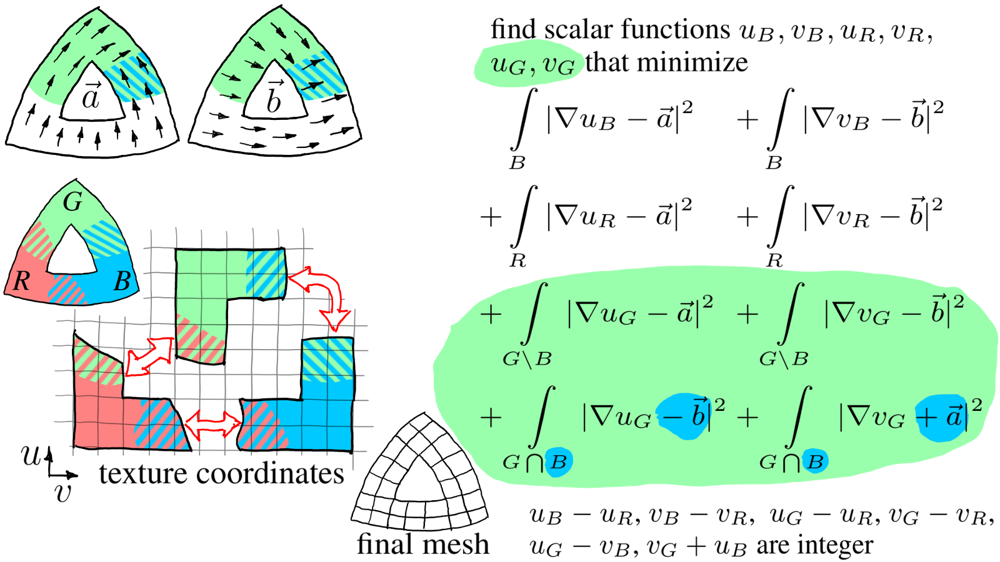 find scalar functions u_B, v_B, u_R, v_R,
u_G, v_G that minimize
∫_B |∇u_B − a⃗|² + ∫_B |∇v_B − b⃗|²
+ ∫_R |∇u_R − a⃗|² + ∫_R |∇v_R − b⃗|²
+ ∫_{G\B} |∇u_G − a⃗|² + ∫_{G\B} |∇v_G − b⃗|²
+ ∫_{G∩B} |∇u_G − b⃗|² + ∫_{G∩B} |∇v_G + a⃗|²
u_B − u_R, v_B − v_R, u_G − u_R, v_G − v_R,
u_G − v_B, v_G + u_B are integer
a⃗
b⃗
G
R
B
u
v
texture coordinates
final mesh